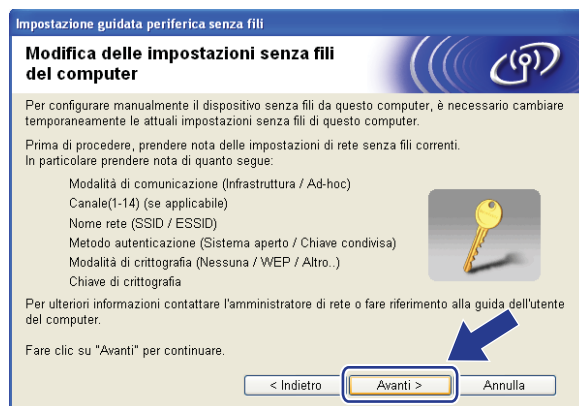 Impostazione guidata periferica senza fili
Modifica delle impostazioni senza fili
del computer
Per configurare manualmente il dispositivo senza fili da questo computer, è necessario cambiare
temporaneamente le attuali impostazioni senza fili di questo computer.
Prima di procedere, prendere nota delle impostazioni di rete senza fili correnti.
In particolare prendere nota di quanto segue:
Modalità di comunicazione (Infrastruttura / Ad-hoc)
Canale(1-14) (se applicabile)
Nome rete (SSID / ESSID)
Metodo autenticazione (Sistema aperto / Chiave condivisa)
Modalità di crittografia (Nessuna / WEP / Altro..)
Chiave di crittografia
Per ulteriori informazioni contattare l'amministratore di rete o fare riferimento alla guida dell'utente
del computer.
Fare clic su "Avanti" per continuare.
< Indietro Avanti > Annulla